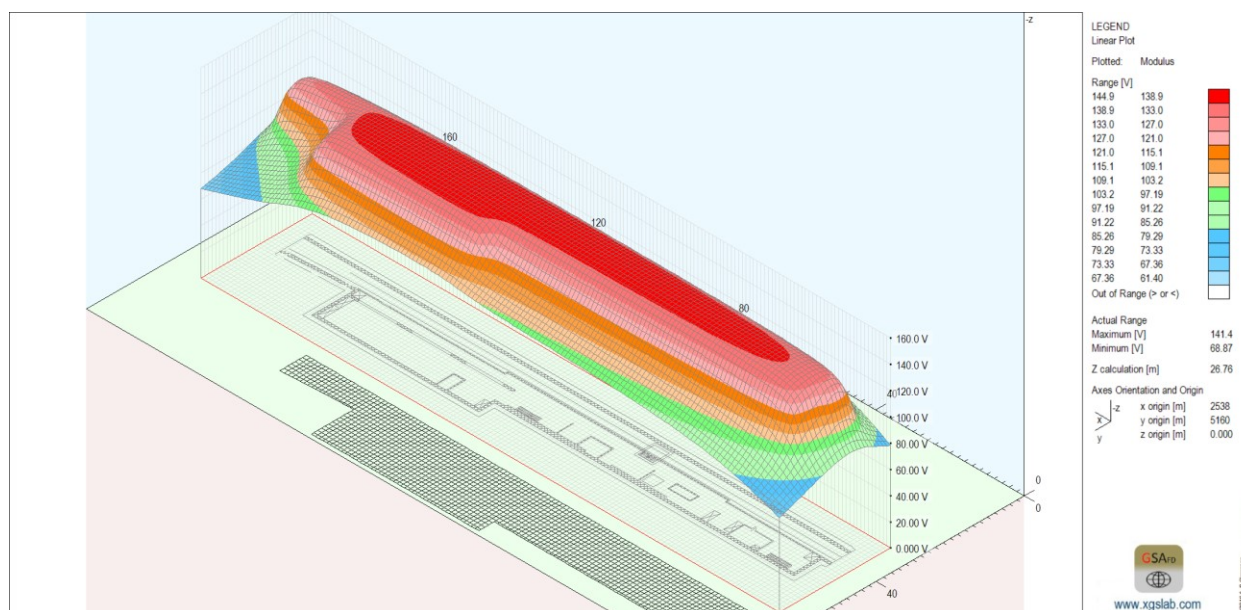 -z
160
120
80
160.0 V
140.0 V
40
120.0 V
100.0 V
80.00 V
60.00 V
40.00 V
20.00 V
0.000 V
0
0
40
LEGEND
Linear Plot
Plotted: Modulus
Range [V]
144.9 138.9
138.9 133.0
133.0 127.0
127.0 121.0
121.0 115.1
115.1 109.1
109.1 103.2
103.2 97.19
97.19 91.22
91.22 85.26
85.26 79.29
79.29 73.33
73.33 67.36
67.36 61.40
Out of Range (> or <)
Actual Range
Maximum [V] 141.4
Minimum [V] 68.87
Z calculation [m] 26.76
Axes Orientation and Origin
-z x origin [m] 2538
x y origin [m] 5160
y z origin [m] 0.000
GSA FD
www.xgslab.com